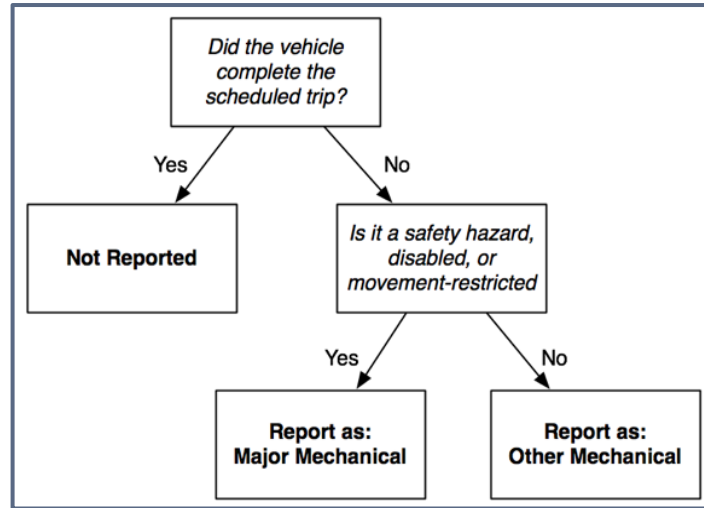 Did the vehicle
complete the
scheduled trip?
Yes
No
Not Reported
Is it a safety hazard,
disabled, or
movement-restricted
Yes
No
Report as:
Major Mechanical
Report as:
Other Mechanical